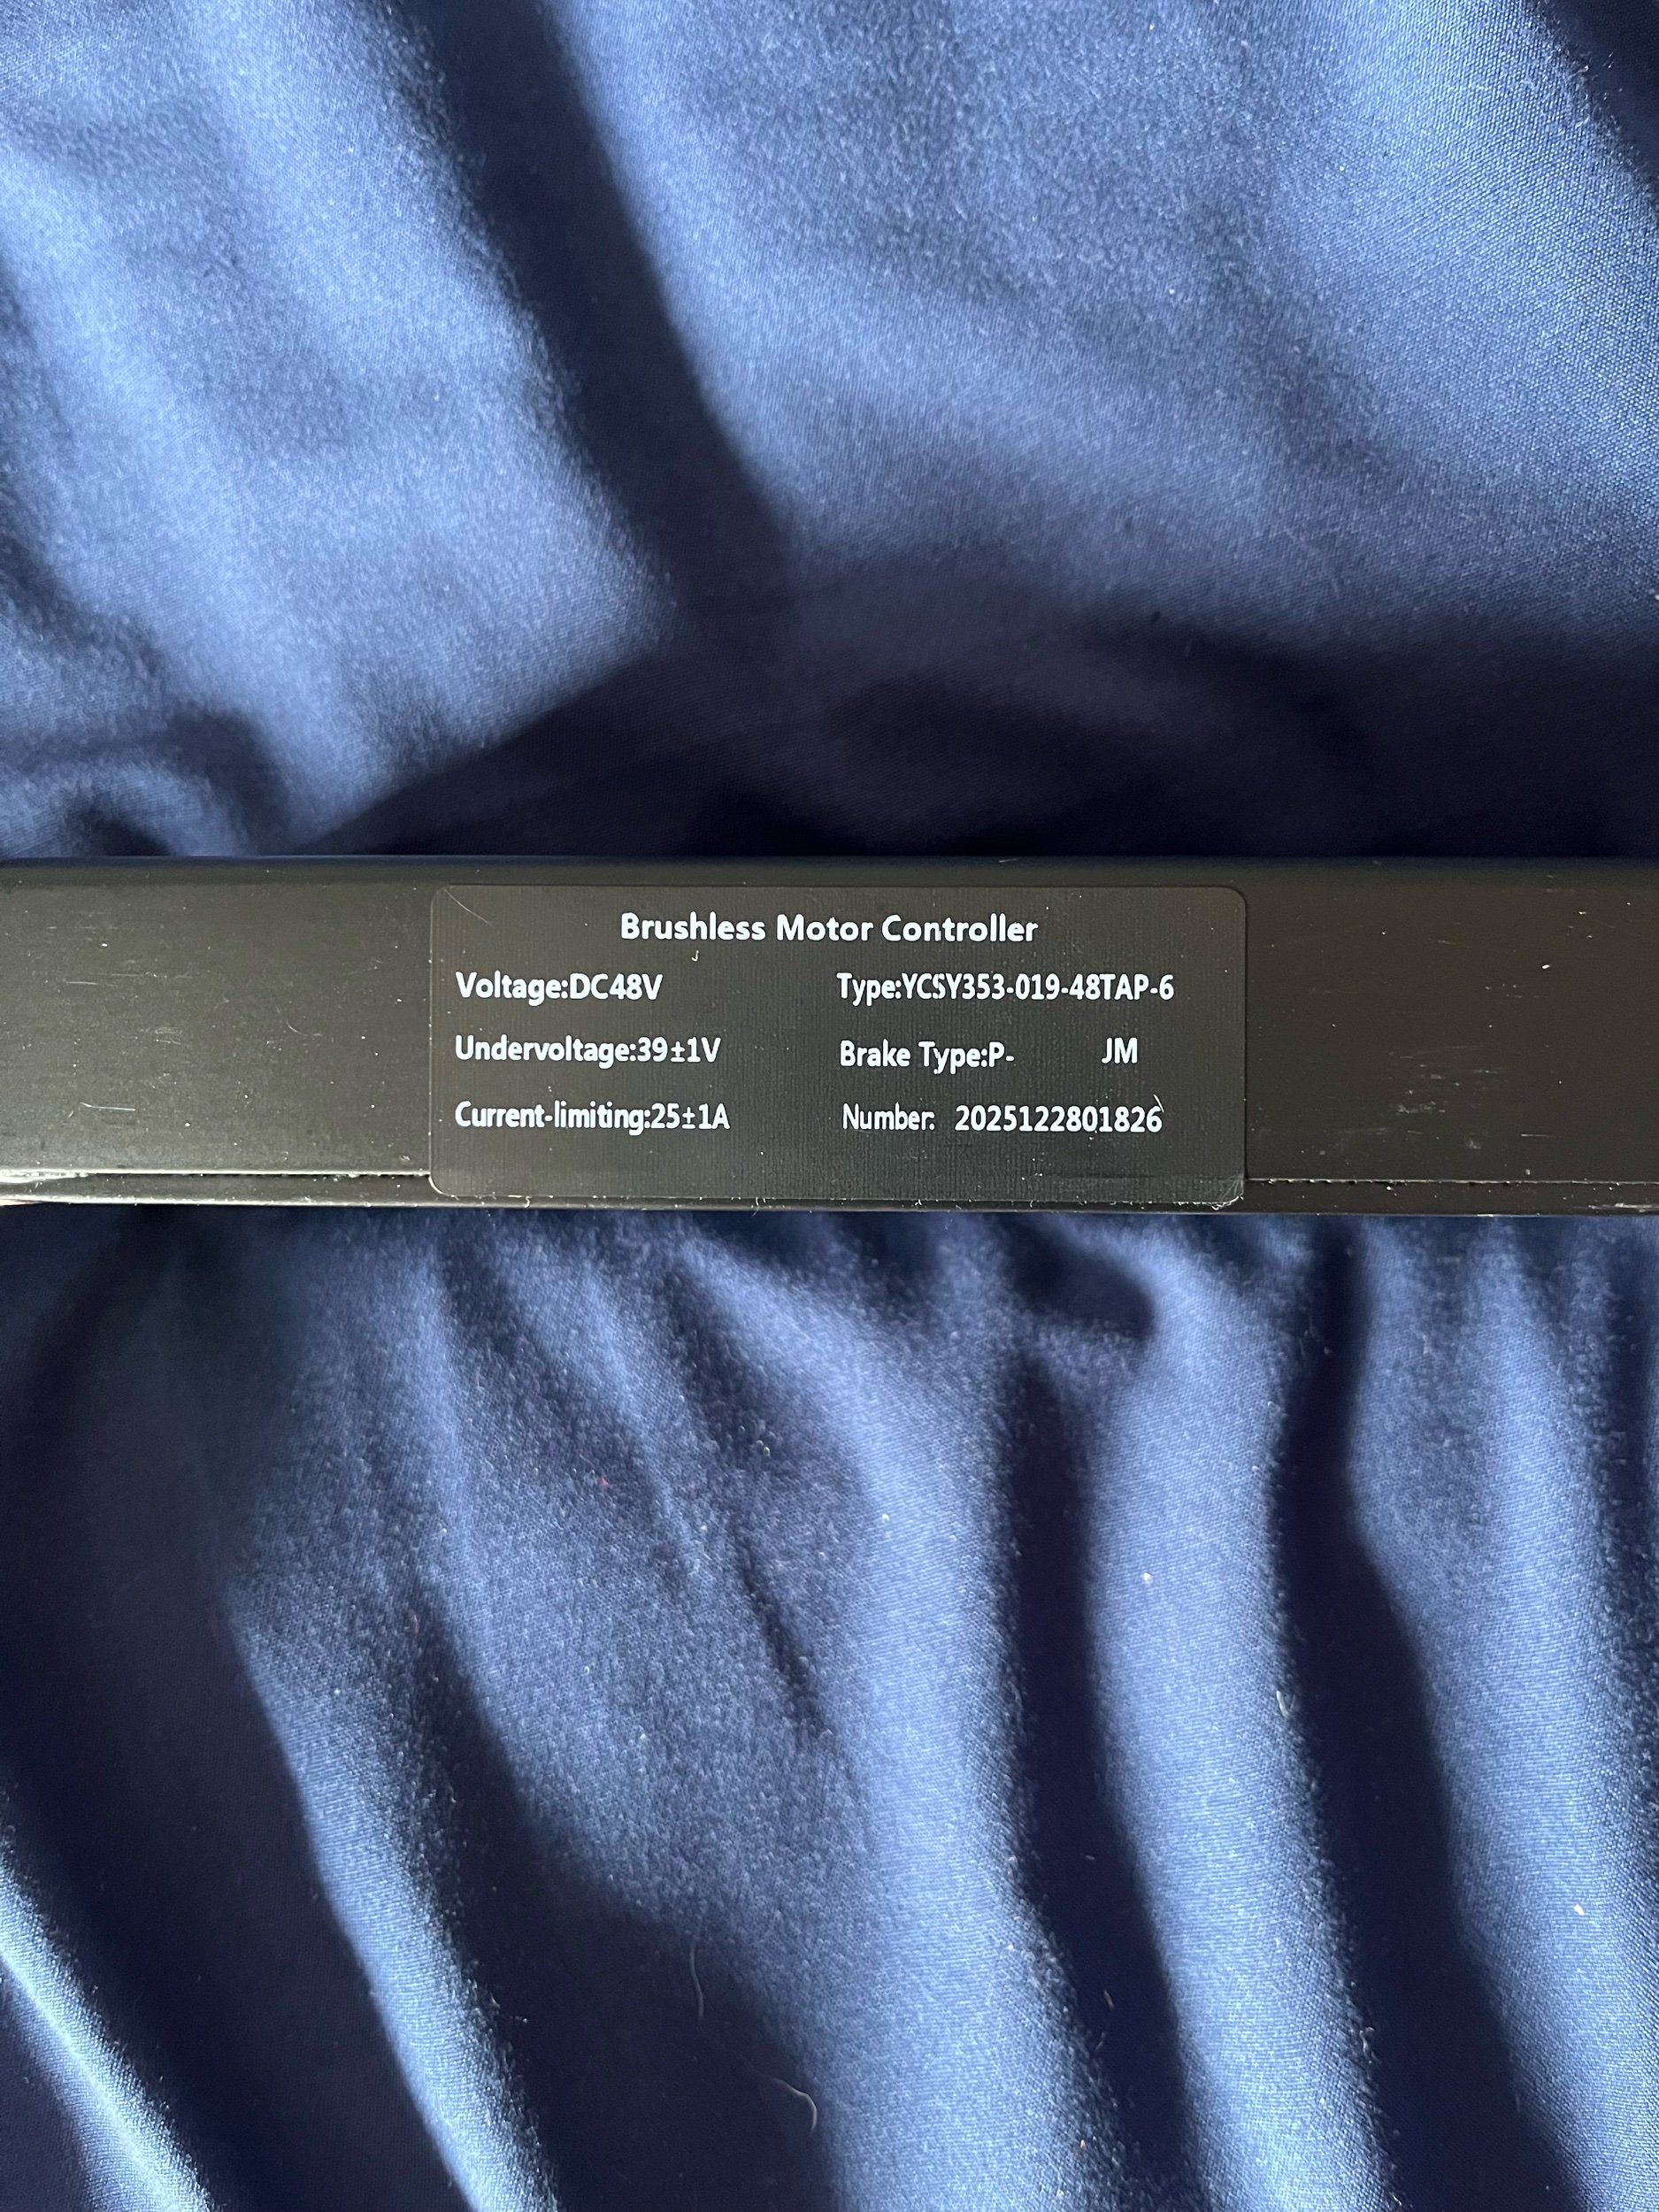 Brushless Motor Controller
Voltage:DC48V Type:YCSY353-019-48TAP-6
Undervoltage:39±1V Brake Type:P- JM
Current-limiting:25±1A Number: 2025122801826